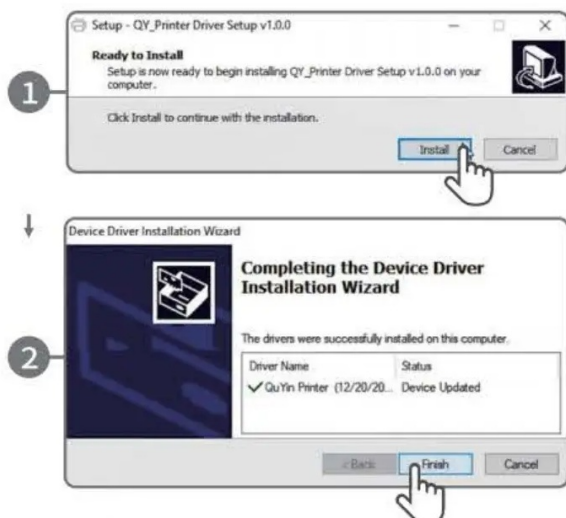 Setup - QY_Printer Driver Setup v1.0.0
Ready to Install
Setup is now ready to begin installing QY_Printer Driver Setup v1.0.0 on your
computer.
1
Click Install to continue with the installation.
Install
Cancel
Device Driver Installation Wizard
Completing the Device Driver
Installation Wizard
The drivers were successfully installed on this computer.
2
Driver Name Status
QuYin Printer (12/20/20... Device Updated
< Back
Finish
Cancel